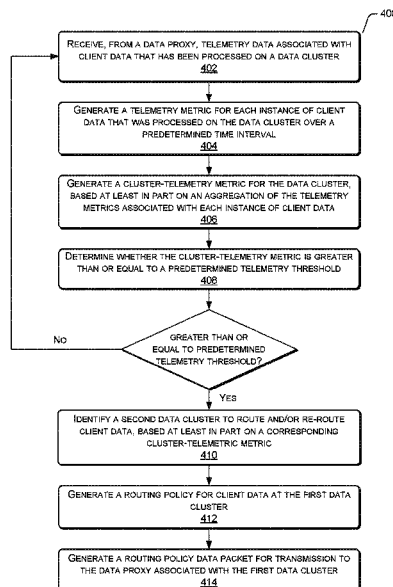 400
RECEIVE, FROM A DATA PROXY, TELEMETRY DATA ASSOCIATED WITH
CLIENT DATA THAT HAS BEEN PROCESSED ON A DATA CLUSTER
402
GENERATE A TELEMETRY METRIC FOR EACH INSTANCE OF CLIENT
DATA THAT WAS PROCESSED ON THE DATA CLUSTER OVER A
PREDETERMINED TIME INTERVAL
404
GENERATE A CLUSTER-TELEMETRY METRIC FOR THE DATA CLUSTER,
BASED AT LEAST IN PART ON AN AGGREGATION OF THE TELEMETRY
METRICS ASSOCIATED WITH EACH INSTANCE OF CLIENT DATA
406
DETERMINE WHETHER THE CLUSTER-TELEMETRY METRIC IS GREATER
THAN OR EQUAL TO A PREDETERMINED TELEMETRY THRESHOLD
408
NO
GREATER THAN OR
EQUAL TO PREDETERMINED
TELEMETRY THRESHOLD?
YES
IDENTIFY A SECOND DATA CLUSTER TO ROUTE AND/OR RE-ROUTE
CLIENT DATA, BASED AT LEAST IN PART ON A CORRESPONDING
CLUSTER-TELEMETRIC METRIC
410
GENERATE A ROUTING POLICY FOR CLIENT DATA AT THE FIRST DATA
CLUSTER
412
GENERATE A ROUTING POLICY DATA PACKET FOR TRANSMISSION TO
THE DATA PROXY ASSOCIATED WITH THE FIRST DATA CLUSTER
414